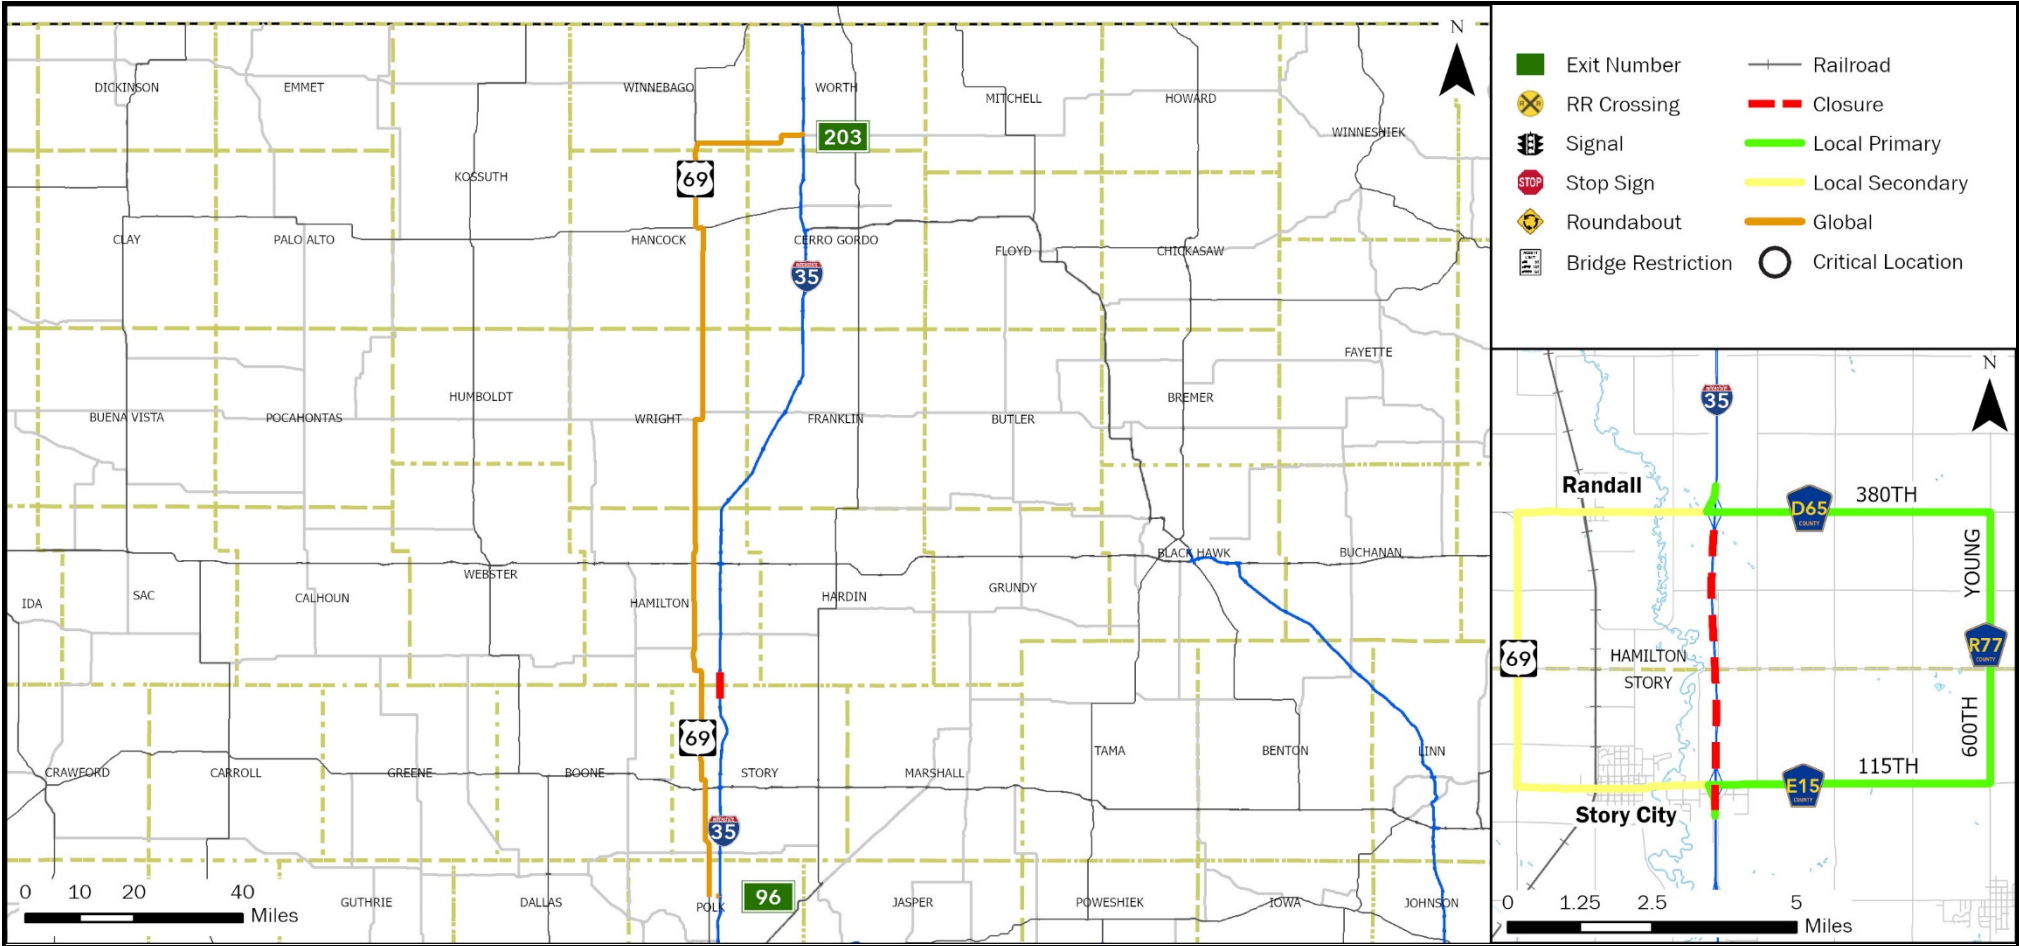 N
DICKINSON
EMMET
WINNEBAGO
WORTH
MITCHELL
HOWARD
WINNESHIEK
203
69
KOSSUTH
CLAY
PALO ALTO
HANCOCK
CERRO GORDO
FLOYD
CHICKASAW
35
FAYETTE
HUMBOLDT
BREMER
BUENA VISTA
POCAHONTAS
WRIGHT
FRANKLIN
BUTLER
BLACK HAWK
BUCHANAN
WEBSTER
IDA
SAC
CALHOUN
HAMILTON
HARDIN
GRUNDY
69
TAMA
BENTON
LINN
CRAWFORD
CARROLL
GREENE
BOONE
STORY
MARSHALL
35
0 10 20 40
Miles
GUTHRIE
DALLAS
POLK
96
JASPER
POWESHIEK
IOWA
JOHNSON
Exit Number
RR Crossing
Signal
STOP
Stop Sign
Roundabout
Bridge Restriction
Railroad
Closure
Local Primary
Local Secondary
Global
Critical Location
N
35
Randall
380TH
D65
COUNTY
YOUNG
R77
COUNTY
HAMILTON
STORY
69
600TH
115TH
E15
COUNTY
Story City
0 1.25 2.5 5
Miles